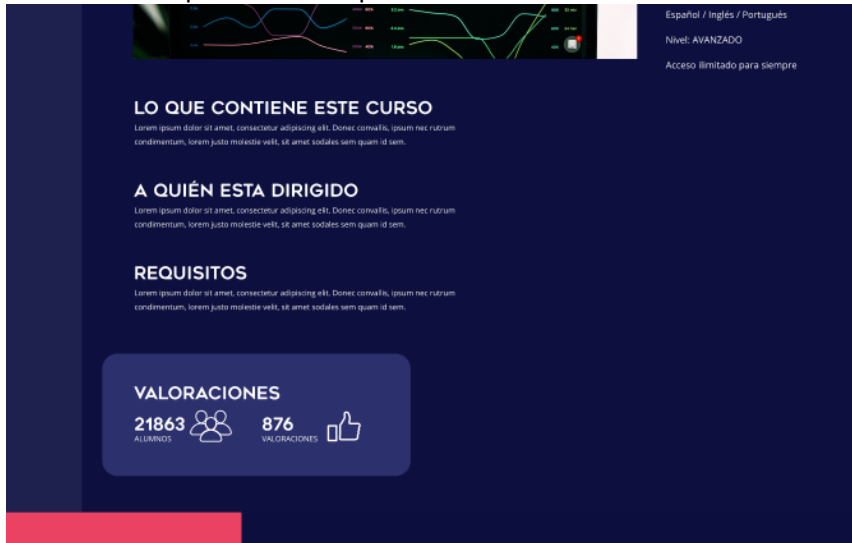 Español / Inglés / Portugués
Nivel: AVANZADO
Acceso ilimitado para siempre
LO QUE CONTIENE ESTE CURSO
Lorem ipsum dolor sit amet, consectetur adipiscing elit. Donec convallis, ipsum nec rutrum
condimentum, lorem justo molestie velit, sit amet sodales sem quam id sem.
A QUIÉN ESTA DIRIGIDO
Lorem ipsum dolor sit amet, consectetur adipiscing elit. Donec convallis, ipsum nec rutrum
condimentum, lorem justo molestie velit, sit amet sodales sem quam id sem.
REQUISITOS
Lorem ipsum dolor sit amet, consectetur adipiscing elit. Donec convallis, ipsum nec rutrum
condimentum, lorem justo molestie velit, sit amet sodales sem quam id sem.
VALORACIONES
21863
ALUMNOS
876
VALORACIONES